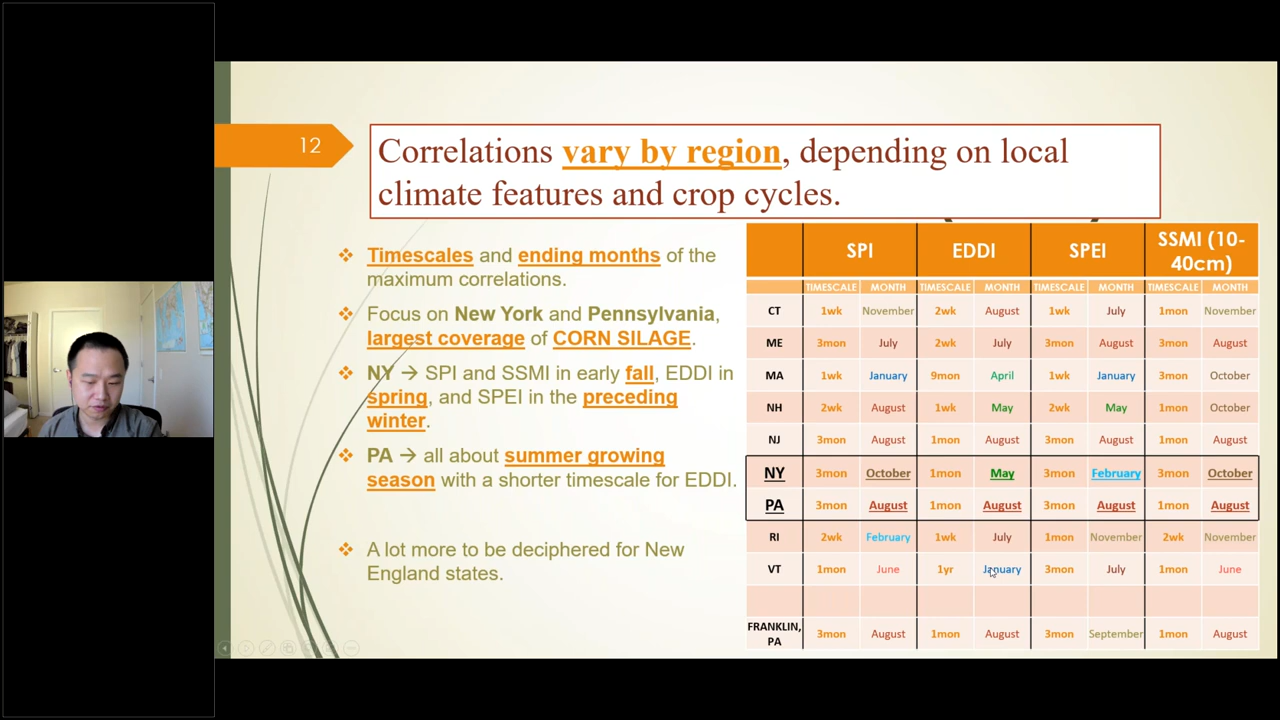 12
Correlations vary by region, depending on local
climate features and crop cycles.
❖ Timescales and ending months of the
maximum correlations.
❖ Focus on New York and Pennsylvania,
largest coverage of CORN SILAGE.
❖ NY → SPI and SSMI in early fall, EDDI in
spring, and SPEI in the preceding
winter.
❖ PA → all about summer growing
season with a shorter timescale for EDDI.
❖ A lot more to be deciphered for New
England states.
SPI EDDI SPEI SSMI (10-
40cm)
TIMESCALE MONTH TIMESCALE MONTH TIMESCALE MONTH TIMESCALE MONTH
CT 1wk November 2wk August 1wk July 1mon November
ME 3mon July 2wk July 3mon August 3mon August
MA 1wk January 9mon April 1wk January 3mon October
NH 2wk August 1wk May 2wk May 1mon October
NJ 3mon August 1mon August 3mon August 1mon August
NY 3mon October 1mon May 3mon February 3mon October
PA 3mon August 1mon August 3mon August 1mon August
RI 2wk February 1wk July 1mon November 2wk November
VT 1mon June 1yr January 3mon July 1mon June
FRANKLIN,
PA 3mon August 1mon August 3mon September 1mon August